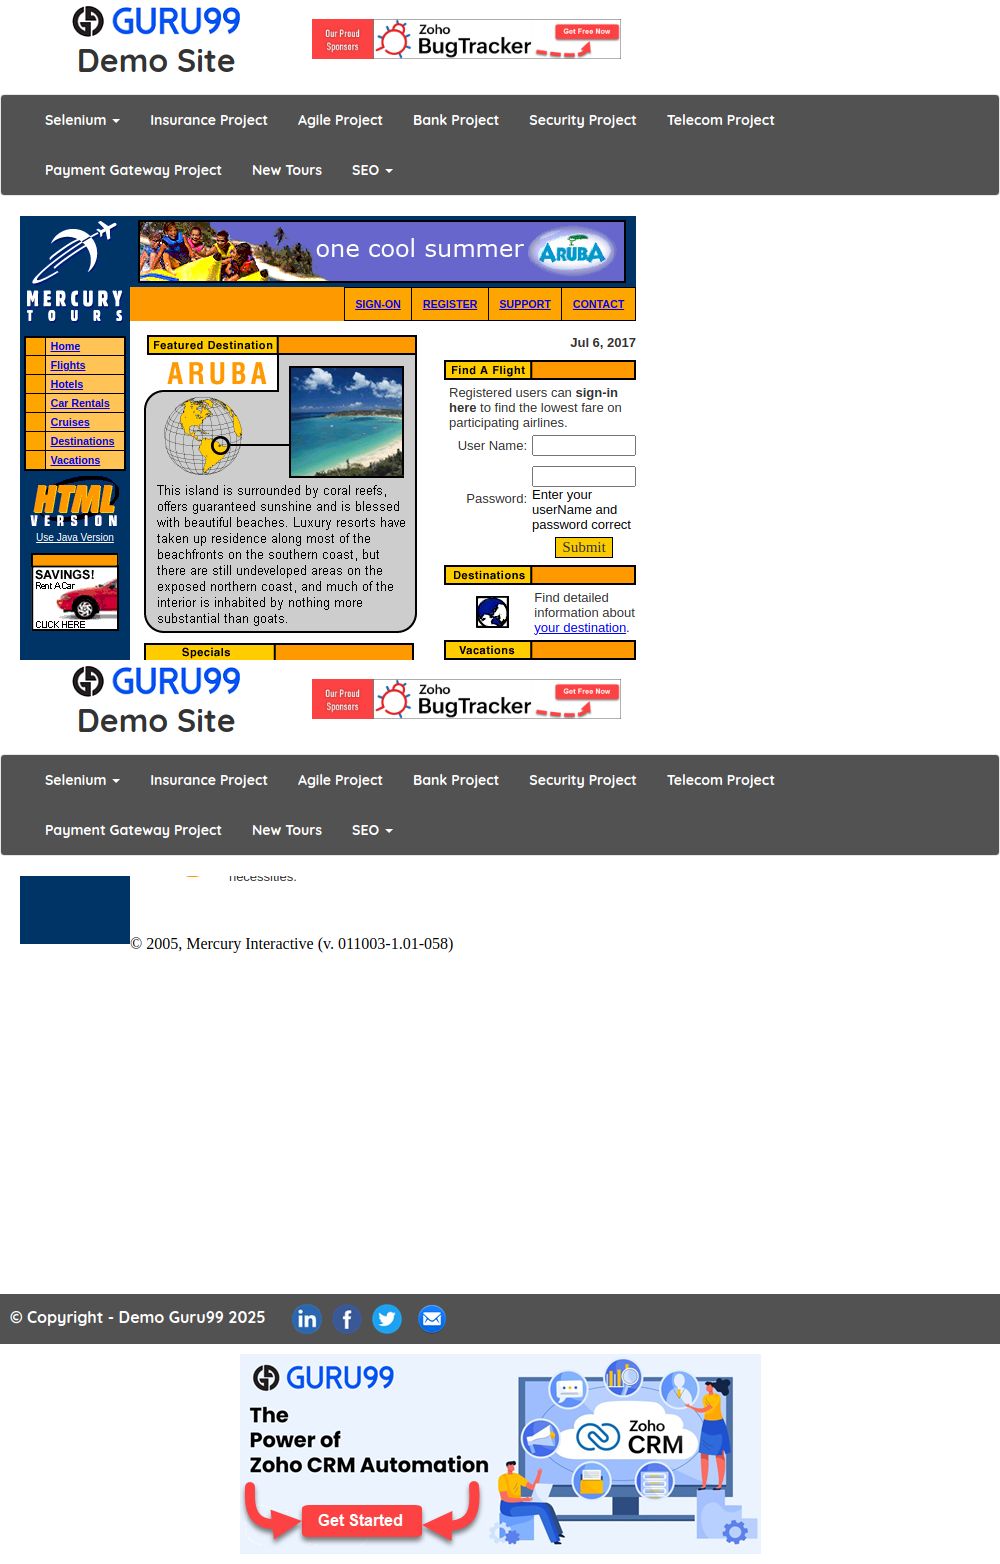 GURU99
Demo Site
Our Proud Sponsors
Zoho
BugTracker
Get Free Now
Selenium
Insurance Project
Agile Project
Bank Project
Security Project
Telecom Project
Payment Gateway Project
New Tours
SEO
MERCURY
TOURS
one cool summer
ARUBA
SIGN-ON
REGISTER
SUPPORT
CONTACT
Home
Flights
Hotels
Car Rentals
Cruises
Destinations
Vacations
HTML
VERSION
Use Java Version
SAVINGS!
Rent A Car
CLICK HERE
Featured Destination
ARUBA
This island is surrounded by coral reefs,
offers guaranteed sunshine and is blessed
with beautiful beaches. Luxury resorts have
taken up residence along most of the
beachfronts on the southern coast, but
there are still undeveloped areas on the
exposed northern coast, and much of the
interior is inhabited by nothing more
substantial than goats.
Specials
Jul 6, 2017
Find A Flight
Registered users can sign-in
here to find the lowest fare on
participating airlines.
User Name:
Password:
Enter your
userName and
password correct
Submit
Destinations
Find detailed
information about
your destination.
Vacations
GURU99
Demo Site
Our Proud Sponsors
Zoho
BugTracker
Get Free Now
Selenium
Insurance Project
Agile Project
Bank Project
Security Project
Telecom Project
Payment Gateway Project
New Tours
SEO
necessities.
© 2005, Mercury Interactive (v. 011003-1.01-058)
© Copyright - Demo Guru99 2025
in
f
GURU99
The
Power of
Zoho CRM Automation
Get Started
Zoho
CRM